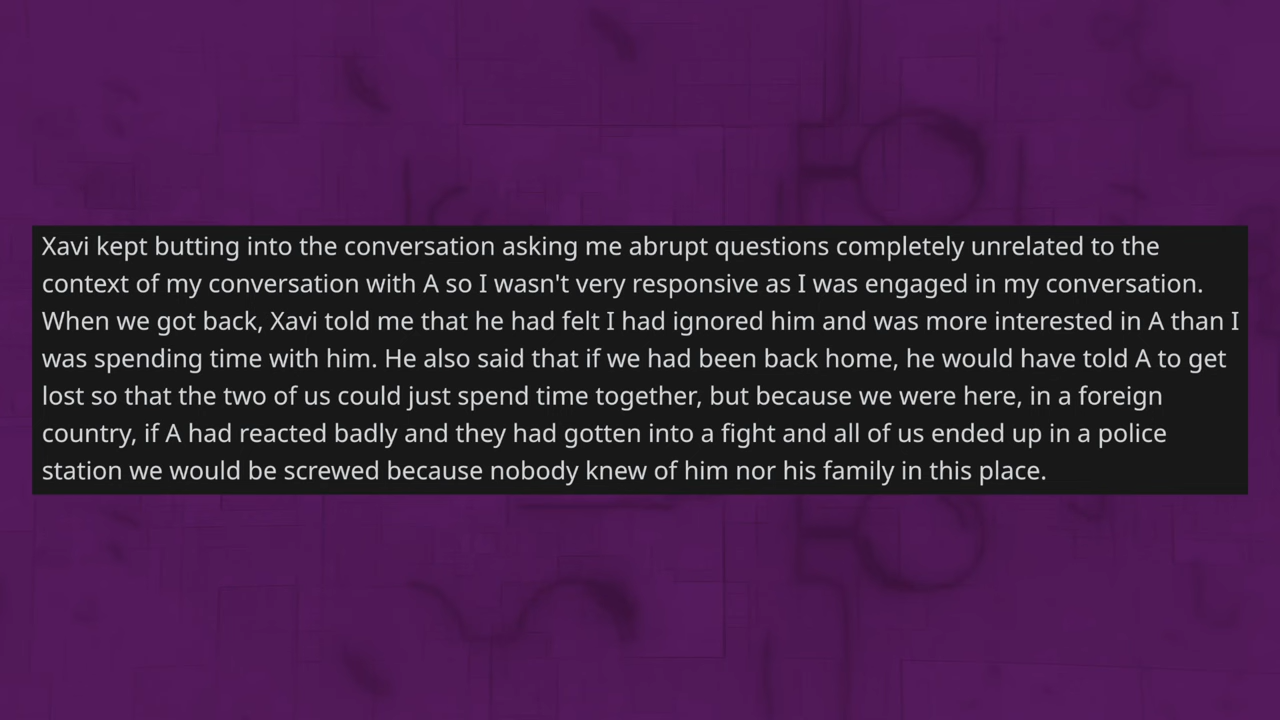 Xavi kept butting into the conversation asking me abrupt questions completely unrelated to the
context of my conversation with A so I wasn't very responsive as I was engaged in my conversation.
When we got back, Xavi told me that he had felt I had ignored him and was more interested in A than I
was spending time with him. He also said that if we had been back home, he would have told A to get
lost so that the two of us could just spend time together, but because we were here, in a foreign
country, if A had reacted badly and they had gotten into a fight and all of us ended up in a police
station we would be screwed because nobody knew of him nor his family in this place.